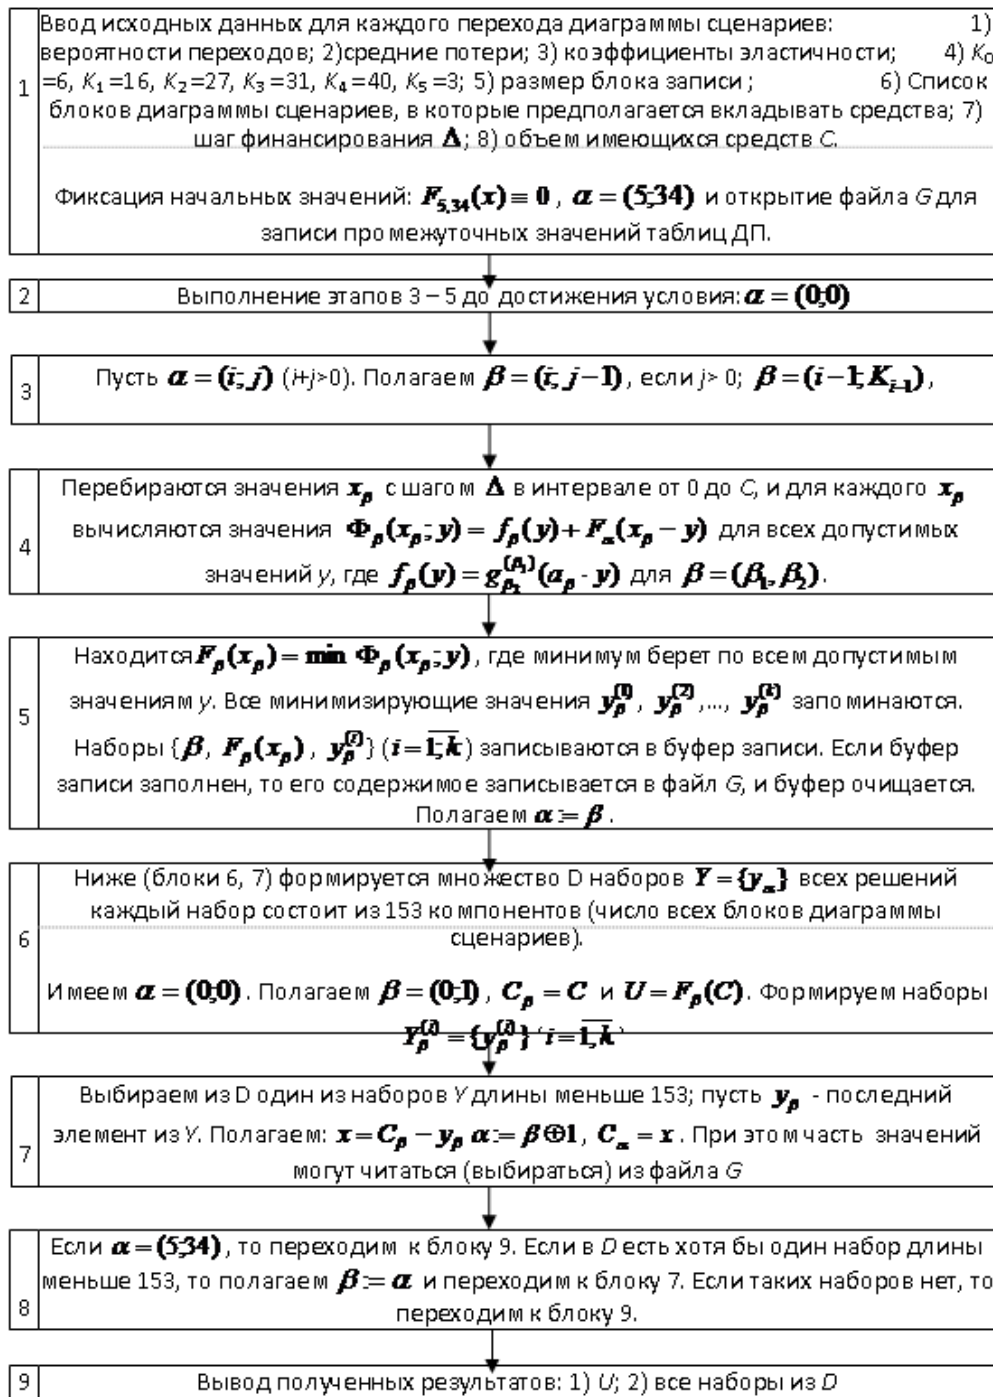 Ввод исходных данных для каждого перехода диаграммы сценариев: 1)
вероятности переходов; 2)средние потери; 3) коэффициенты эластичности; 4) K₀
1 =6, K₁=16, K₂=27, K₃=31, K₄=40, K₅=3; 5) размер блока записи; 6) Список
блоков диаграммы сценариев, в которые предполагается вкладывать средства; 7)
шаг финансирования Δ; 8) объем имеющихся средств C.
Фиксация начальных значений: F₅,₃₄(x) ≡ 0 , α = (5;34) и открытие файла G для
записи промежуточных значений таблиц ДП.
2 Выполнение этапов 3 – 5 до достижения условия: α = (0;0)
3 Пусть α = (i; j) (i+j>0). Полагаем β = (i; j−1), если j> 0; β = (i−1; K_{i−1}),
Перебираются значения x_β с шагом Δ в интервале от 0 до C, и для каждого x_β
4 вычисляются значения Φ_β(x_β; y) = f_β(y) + F_α(x_β − y) для всех допустимых
значений y, где f_β(y) = g_{β₂}^{(β₁)}(a_β - y) для β = (β₁, β₂).
Находится F_β(x_β) = min Φ_β(x_β; y), где минимум берет по всем допустимым
5 значениям y. Все минимизирующие значения y_β^{(1)}, y_β^{(2)},..., y_β^{(k)} запоминаются.
Наборы {β, F_β(x_β) , y_β^{(i)}} (i = 1;k) записываются в буфер записи. Если буфер
записи заполнен, то его содержимое записывается в файл G, и буфер очищается.
Полагаем α := β .
Ниже (блоки 6, 7) формируется множество D наборов Y = {y_α} всех решений
6 каждый набор состоит из 153 компонентов (число всех блоков диаграммы
сценариев).
Имеем α = (0;0). Полагаем β = (0;1), C_β = C и U = F_β(C). Формируем наборы
Y_β^{(i)} = {y_β^{(i)}} i = 1;k
Выбираем из D один из наборов Y длины меньше 153; пусть y_β - последний
7 элемент из Y. Полагаем: x = C_β − y_β α := β⊕1, C_α = x. При этом часть значений
могут читаться (выбираться) из файла G
Если α = (5;34), то переходим к блоку 9. Если в D есть хотя бы один набор длины
8 меньше 153, то полагаем β := α и переходим к блоку 7. Если таких наборов нет, то
переходим к блоку 9.
9 Вывод полученных результатов: 1) U; 2) все наборы из D